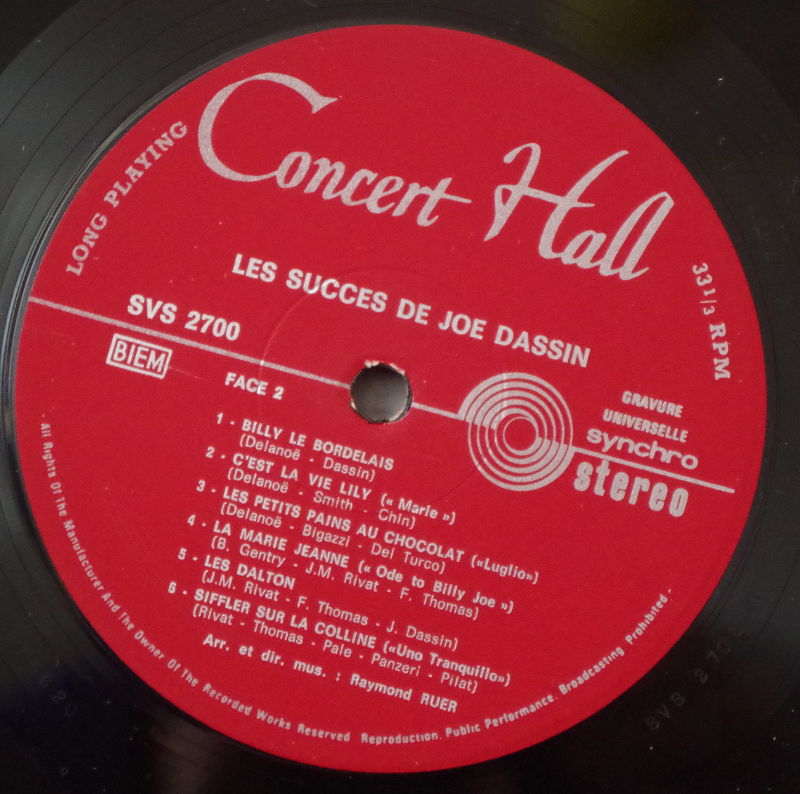 Concert Hall
LONG PLAYING
33 1/3 RPM
LES SUCCES DE JOE DASSIN
SVS 2700
BIEM
FACE 2
GRAVURE
UNIVERSELLE
synchro
stereo
1 - BILLY LE BORDELAIS
(Delanoë - Dassin)
2 - C'EST LA VIE LILY (« Marie »)
(Delanoë - Smith - Chin)
3 - LES PETITS PAINS AU CHOCOLAT («Luglio»)
(Delanoë - Bigazzi - Del Turco)
4 - LA MARIE JEANNE (« Ode to Billy Joe »)
(B. Gentry - J.M. Rivat - F. Thomas)
5 - LES DALTON
(J.M. Rivat - F. Thomas - J. Dassin)
6 - SIFFLER SUR LA COLLINE («Uno Tranquillo»)
(Rivat - Thomas - Pale - Panzeri - Pilat)
Arr. et dir. mus. : Raymond RUER
-All Rights Of The Manufacturer And The Owner Of The Recorded Works Reserved Reproduction. Public Performance. Broadcasting Prohibited-
SVS 270